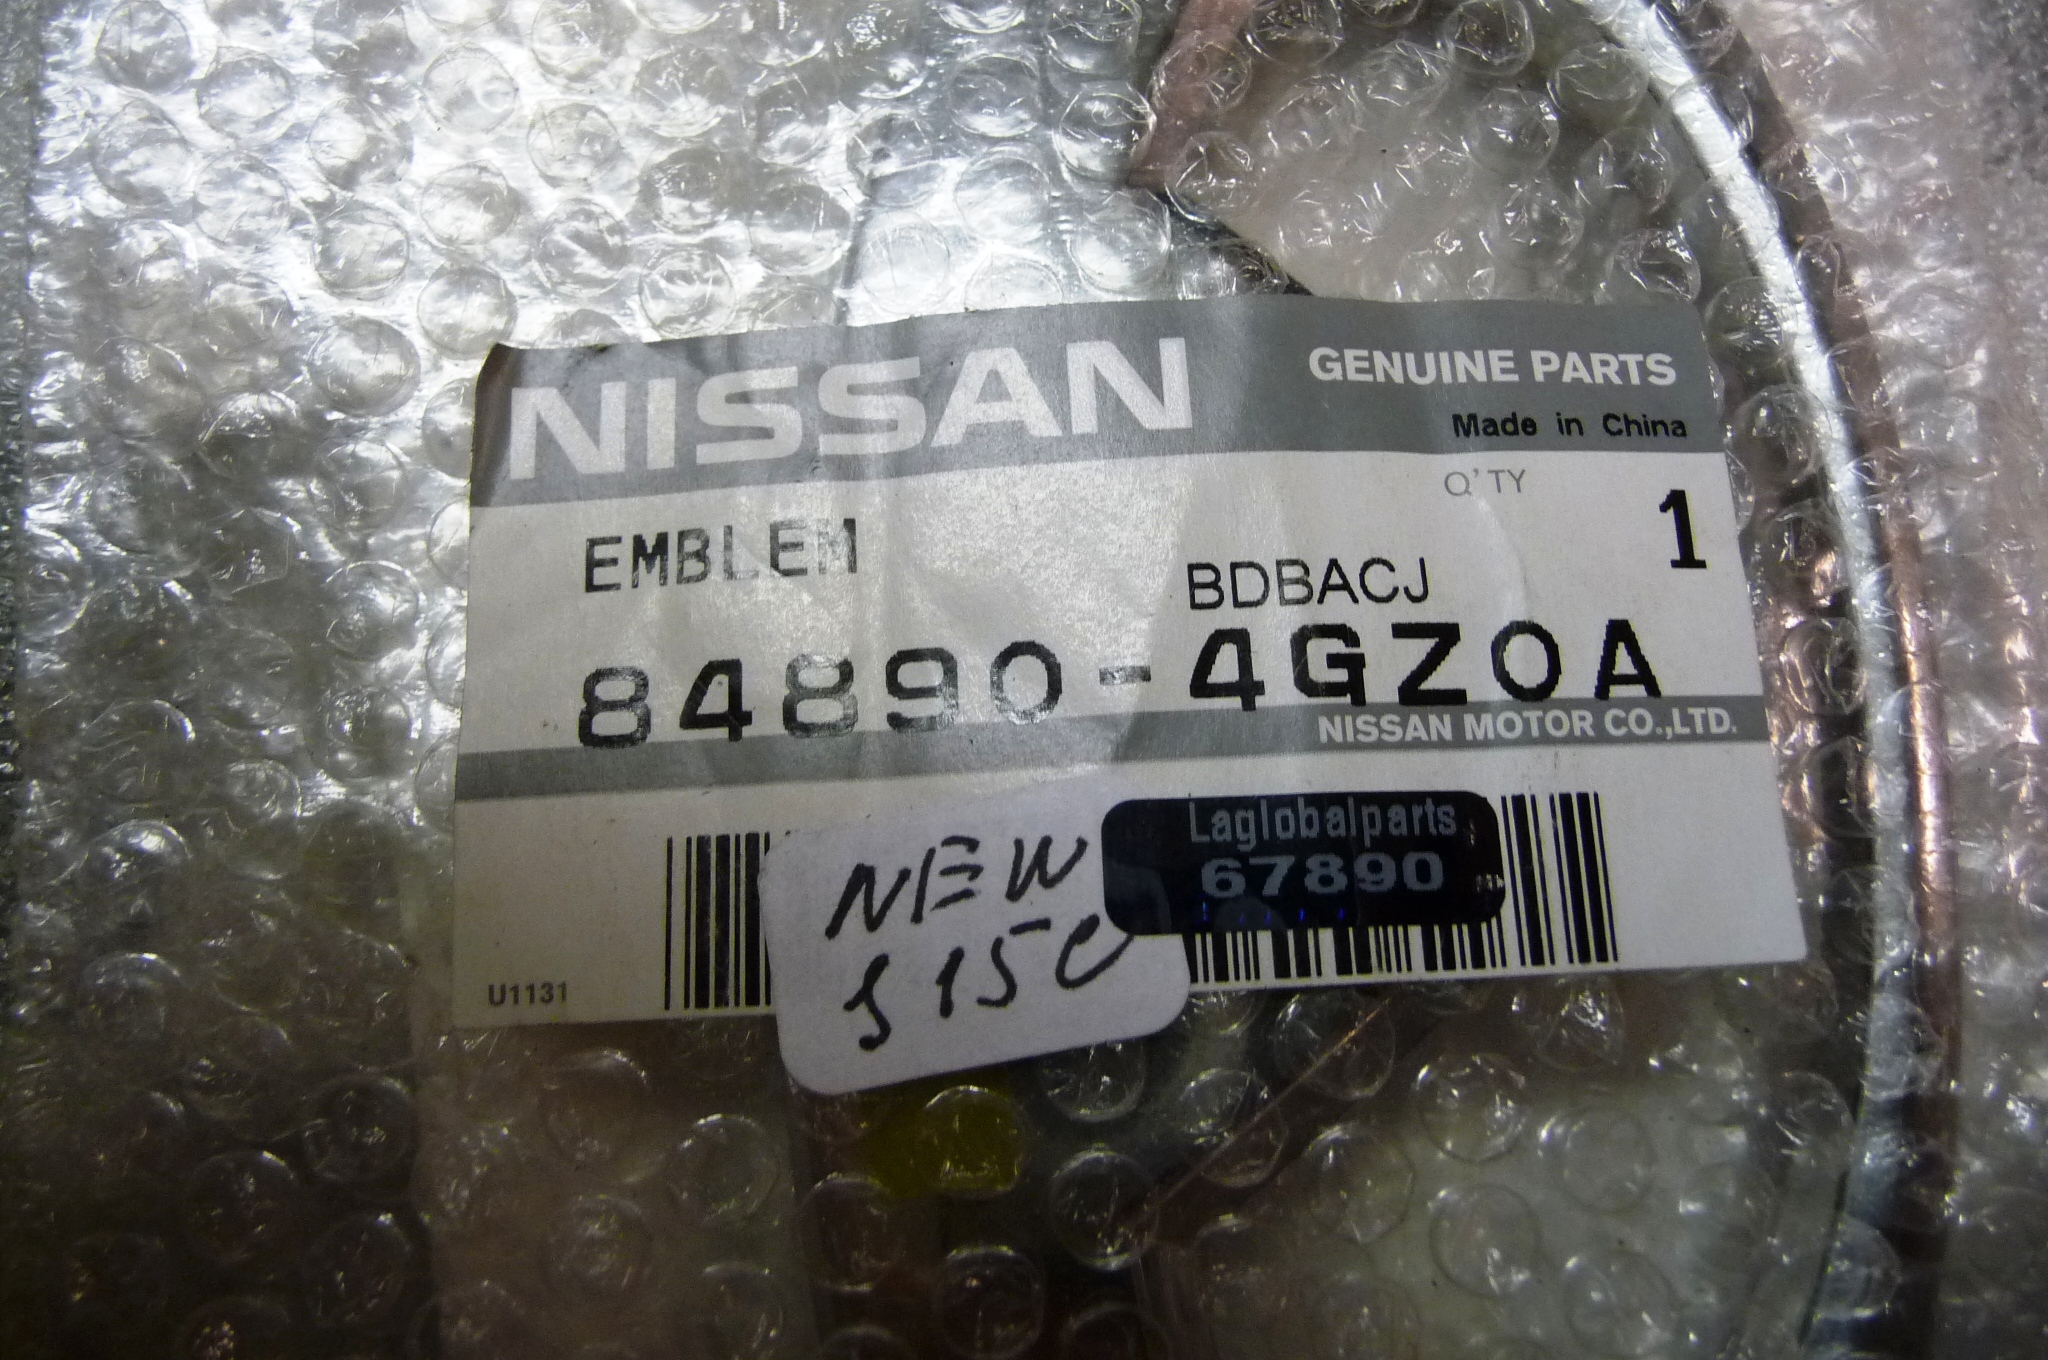 NISSAN
GENUINE PARTS
Made in China
Q'TY
1
EMBLEM
BDBACJ
84890-4GZ0A
NISSAN MOTOR CO.,LTD.
Laglobalparts
67890
NEW
S15C
U1131